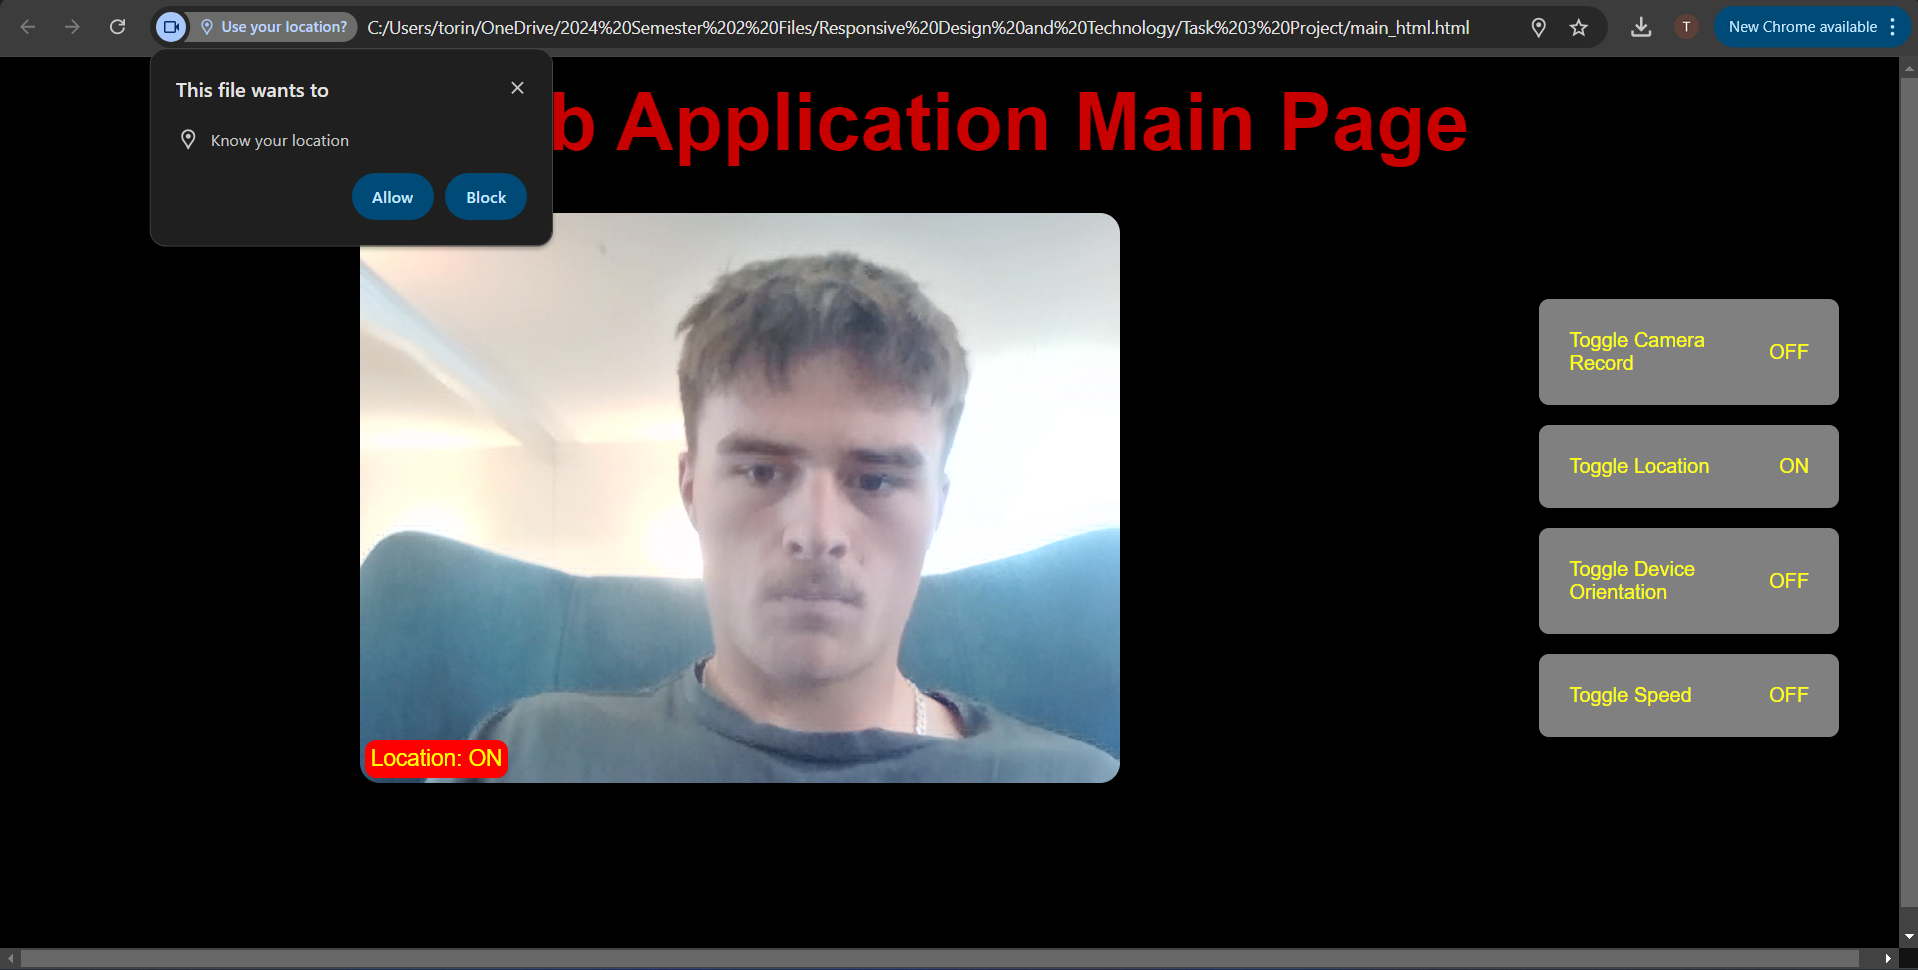 Use your location?
C:/Users/torin/OneDrive/2024%20Semester%202%20Files/Responsive%20Design%20and%20Technology/Task%203%20Project/main_html.html
T
New Chrome available
This file wants to
Know your location
Allow
Block
b Application Main Page
Toggle Camera
Record
OFF
Toggle Location
ON
Toggle Device
Orientation
OFF
Toggle Speed
OFF
Location: ON